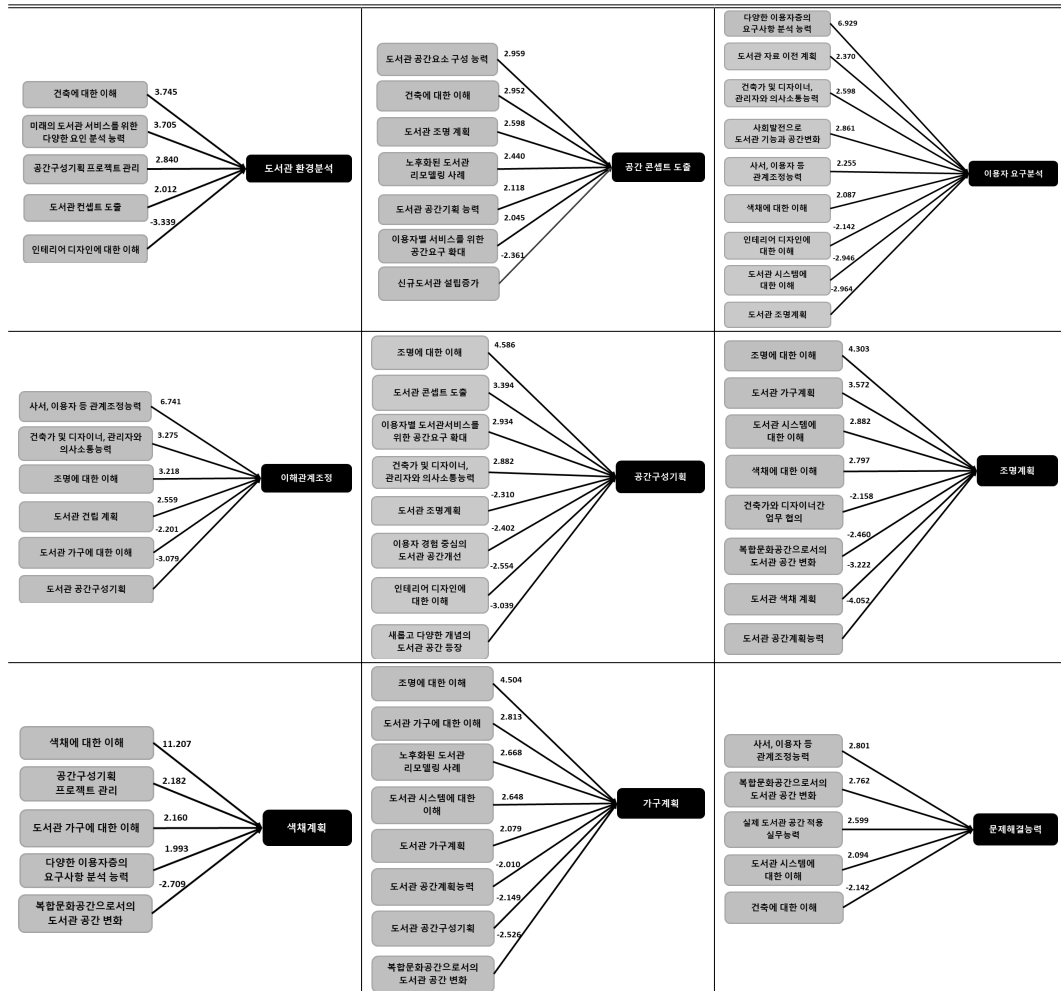 건축에 대한 이해
3.745
미래의 도서관 서비스를 위한
다양한 요인 분석 능력
3.705
공간구성기획 프로젝트 관리
2.840
도서관 컨셉트 도출
2.012
인테리어 디자인에 대한 이해
-3.339
도서관 환경분석
도서관 공간요소 구성 능력
2.959
건축에 대한 이해
2.952
도서관 조명 계획
2.598
노후화된 도서관
리모델링 사례
2.440
도서관 공간기획 능력
2.118
이용자별 서비스를 위한
공간요구 확대
2.045
신규도서관 설립증가
-2.361
공간 콘셉트 도출
다양한 이용자층의
요구사항 분석 능력
6.929
도서관 자료 이전 계획
2.370
건축가 및 디자이너,
관리자와 의사소통능력
2.598
사회발전으로
도서관 기능과 공간변화
2.861
사서, 이용자 등
관계조정능력
2.255
색채에 대한 이해
2.087
인테리어 디자인에
대한 이해
-2.142
도서관 시스템에
대한 이해
-2.946
도서관 조명계획
-2.964
이용자 요구분석
사서, 이용자 등 관계조정능력
6.741
건축가 및 디자이너, 관리자와
의사소통능력
3.275
조명에 대한 이해
3.218
도서관 건립 계획
2.559
도서관 가구에 대한 이해
-2.201
도서관 공간구성기획
-3.079
이해관계조정
조명에 대한 이해
4.586
도서관 콘셉트 도출
3.394
이용자별 도서관서비스를
위한 공간요구 확대
2.934
건축가 및 디자이너,
관리자와 의사소통능력
2.882
도서관 조명계획
-2.310
이용자 경험 중심의
도서관 공간개선
-2.402
인테리어 디자인에
대한 이해
-2.554
새롭고 다양한 개념의
도서관 공간 등장
-3.039
공간구성기획
조명에 대한 이해
4.303
도서관 가구계획
3.572
도서관 시스템에
대한 이해
2.882
색채에 대한 이해
2.797
건축가와 디자이너간
업무 협의
-2.158
복합문화공간으로서의
도서관 공간 변화
-2.460
도서관 색채 계획
-3.222
도서관 공간계획능력
-4.052
조명계획
색채에 대한 이해
11.207
공간구성기획
프로젝트 관리
2.182
도서관 가구에 대한 이해
2.160
다양한 이용자층의
요구사항 분석 능력
1.993
복합문화공간으로서의
도서관 공간 변화
-2.709
색채계획
조명에 대한 이해
4.504
도서관 가구에 대한 이해
2.813
노후화된 도서관
리모델링 사례
2.668
도서관 시스템에 대한
이해
2.648
도서관 가구계획
2.079
도서관 공간계획능력
-2.010
도서관 공간구성기획
-2.149
복합문화공간으로서의
도서관 공간 변화
-2.526
가구계획
사서, 이용자 등
관계조정능력
2.801
복합문화공간으로서의
도서관 공간 변화
2.762
실제 도서관 공간 적용
실무능력
2.599
도서관 시스템에
대한 이해
2.094
건축에 대한 이해
-2.142
문제해결능력